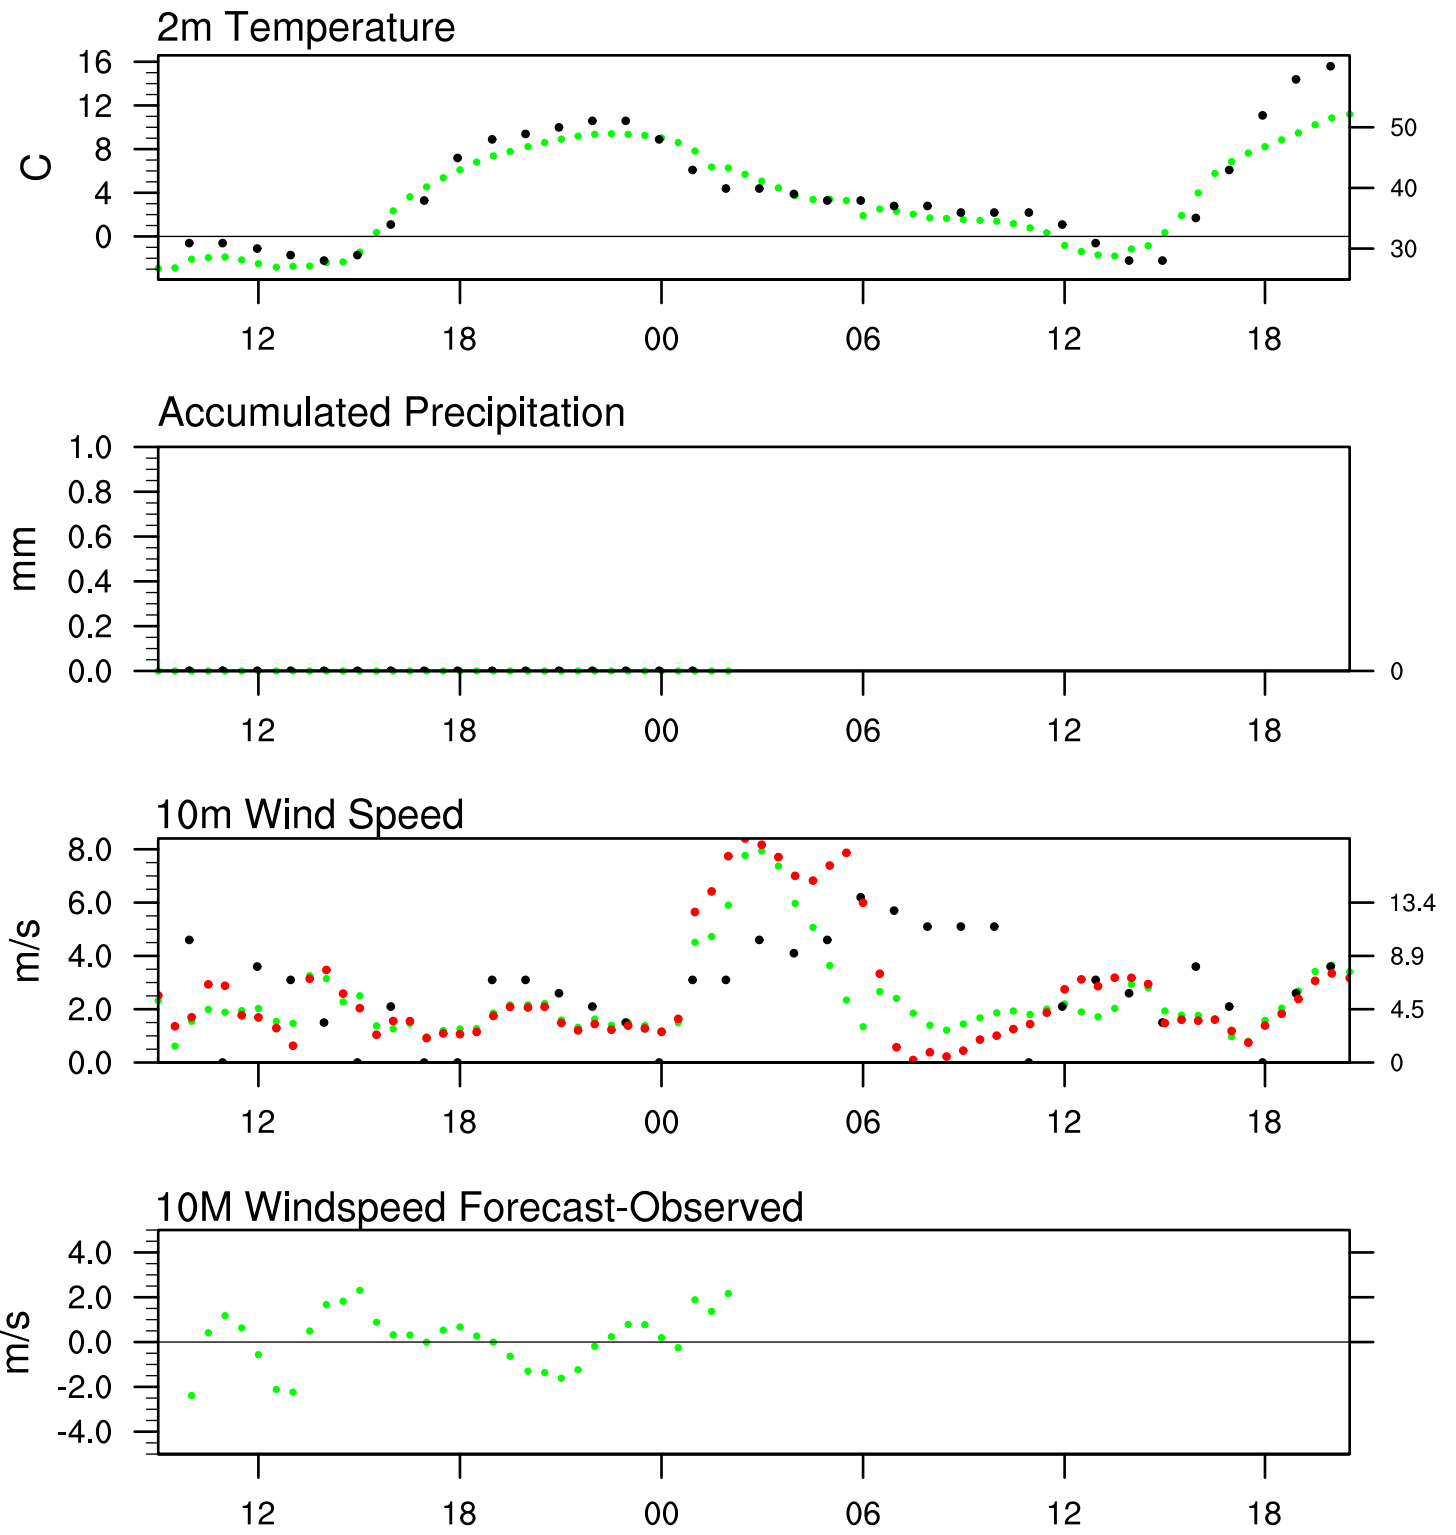 2m Temperature
16
12
8
4
0
C
50
40
30
12 18 00 06 12 18
Accumulated Precipitation
1.0
0.8
0.6
0.4
0.2
0.0
mm
0
12 18 00 06 12 18
10m Wind Speed
8.0
6.0
4.0
2.0
0.0
m/s
13.4
8.9
4.5
0
12 18 00 06 12 18
10M Windspeed Forecast-Observed
4.0
2.0
0.0
-2.0
-4.0
m/s
12 18 00 06 12 18